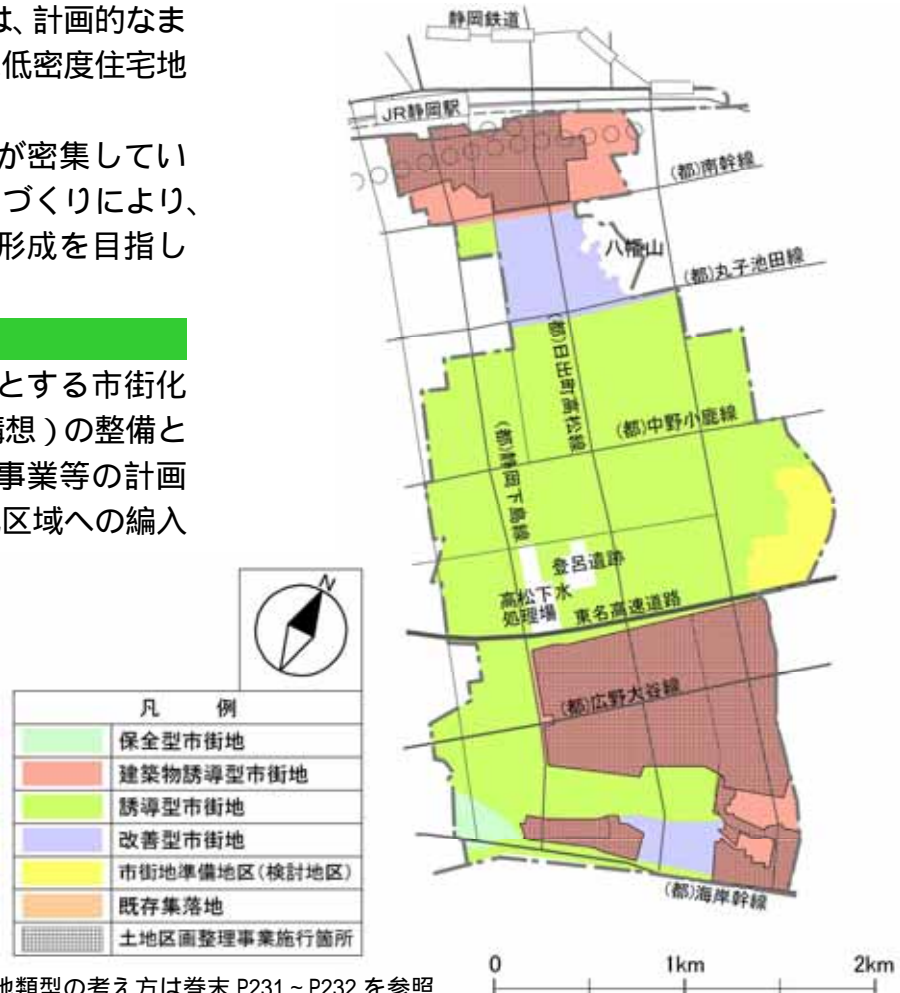 は、計画的なま
低密度住宅地
が密集してい
づくりにより、
形成を目指し
とする市街化
構想）の整備と
事業等の計画
区域への編入
静岡鉄道
JR静岡駅
(都)南幹線
八幡山
(都)丸子池田線
(都)日出町高松線
(都)中野小鹿線
(都)静岡下島線
登呂遺跡
高松下水
処理場
東名高速道路
(都)広野大谷線
(都)海岸幹線
N
凡　例
保全型市街地
建築物誘導型市街地
誘導型市街地
改善型市街地
市街地準備地区(検討地区)
既存集落地
土地区画整理事業施行箇所
0 1km 2km
地類型の考え方は巻末 P231～P232 を参照